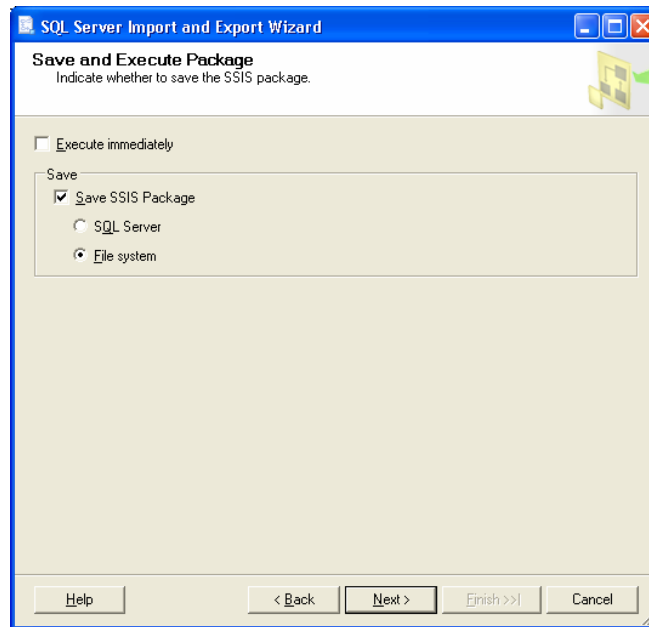 SQL Server Import and Export Wizard
Save and Execute Package
Indicate whether to save the SSIS package.
Execute immediately
Save
Save SSIS Package
SQL Server
File system
Help
< Back
Next >
Finish >>|
Cancel